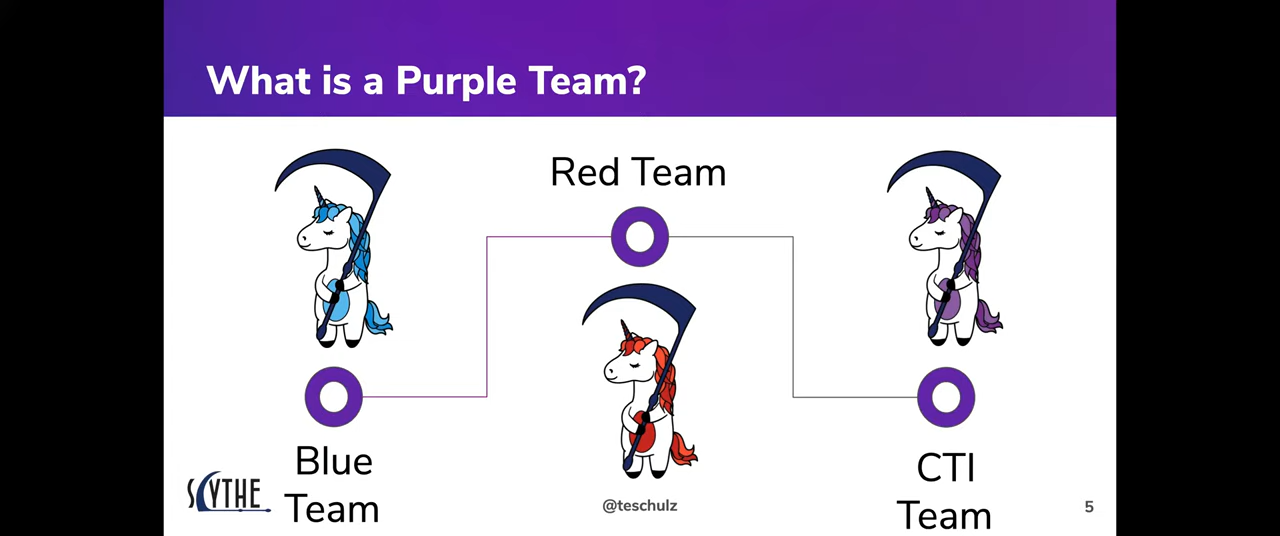 What is a Purple Team?
Red Team
Blue
Team
CTI
Team
SCYTHE
@teschulz
5